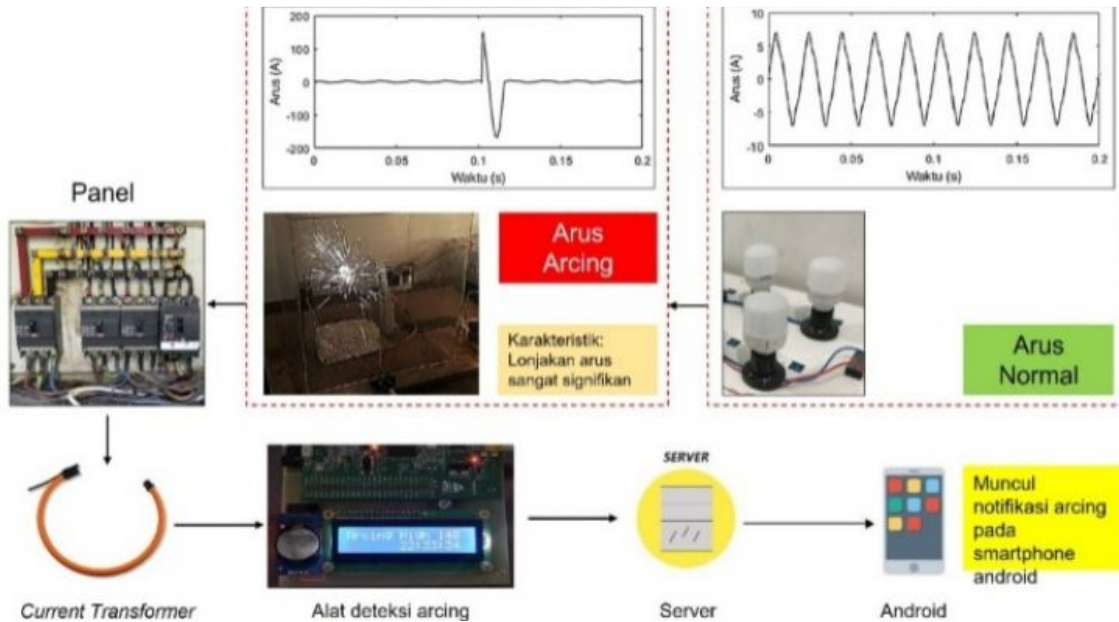 200
100
0
-100
-200
Arus (A)
0
0.05
0.1
0.15
0.2
Waktu (s)
10
5
0
-5
-10
Arus (A)
0
0.05
0.1
0.15
0.2
Waktu (s)
Panel
Arus
Arcing
Karakteristik:
Lonjakan arus
sangat signifikan
Arus
Normal
SERVER
Muncul
notifikasi arcing
pada
smartphone
android
Arcing High
Current Transformer
Alat deteksi arcing
Server
Android